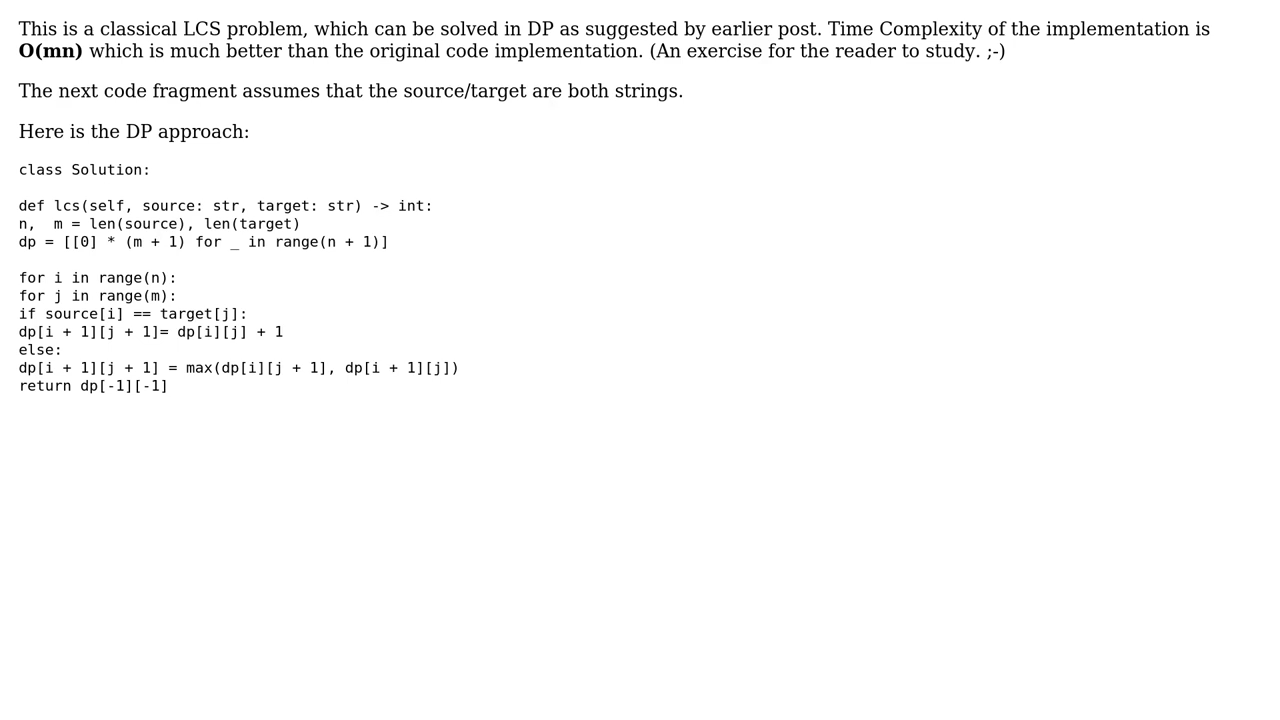 This is a classical LCS problem, which can be solved in DP as suggested by earlier post. Time Complexity of the implementation is
O(mn) which is much better than the original code implementation. (An exercise for the reader to study. ;-)
The next code fragment assumes that the source/target are both strings.
Here is the DP approach:
class Solution:
def lcs(self, source: str, target: str) -> int:
n,  m = len(source), len(target)
dp = [[0] * (m + 1) for _ in range(n + 1)]
for i in range(n):
for j in range(m):
if source[i] == target[j]:
dp[i + 1][j + 1]= dp[i][j] + 1
else:
dp[i + 1][j + 1] = max(dp[i][j + 1], dp[i + 1][j])
return dp[-1][-1]